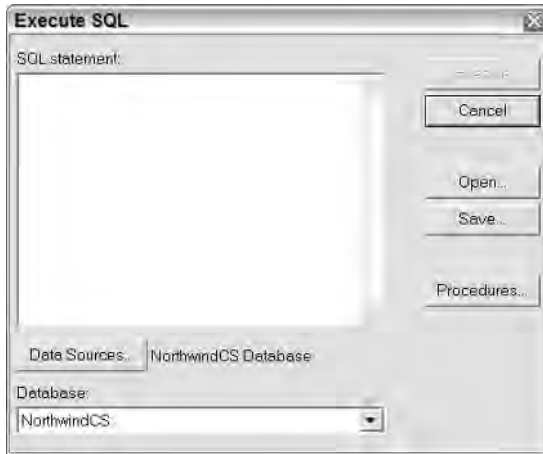 Execute SQL
SQL statement:
Cancel
Open...
Save...
Procedures...
Data Sources... NorthwindCS Database
Database:
NorthwindCS